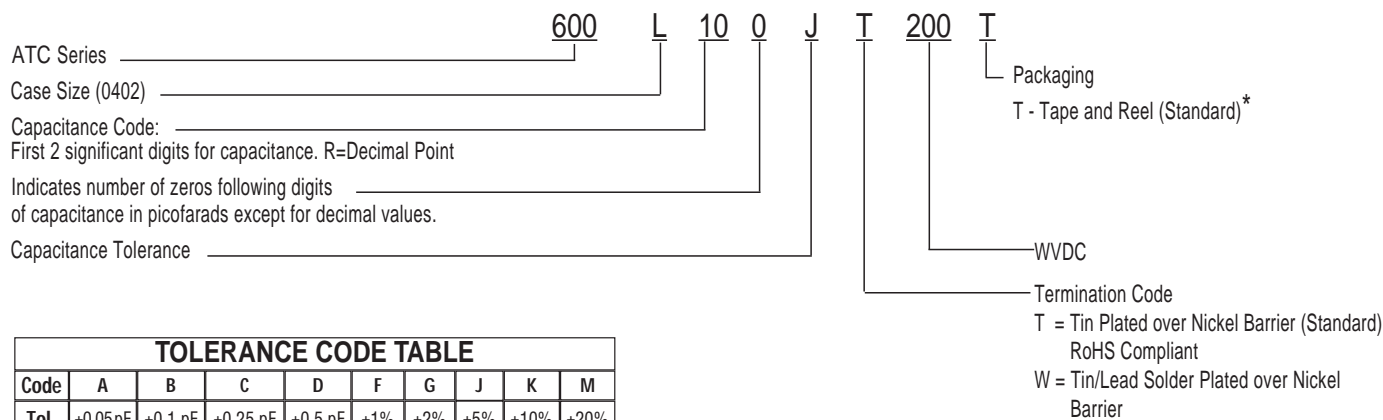 600 L 10 0 J T 200 T
ATC Series
Case Size (0402)
Capacitance Code:
First 2 significant digits for capacitance. R=Decimal Point
Indicates number of zeros following digits
of capacitance in picofarads except for decimal values.
Capacitance Tolerance
Packaging
T - Tape and Reel (Standard)*
WVDC
Termination Code
T = Tin Plated over Nickel Barrier (Standard)
RoHS Compliant
W = Tin/Lead Solder Plated over Nickel
Barrier
TOLERANCE CODE TABLE
Code A B C D F G J K M
Tol. ±0.05pF ±0.1 pF ±0.25 pF ±0.5 pF ±1% ±2% ±5% ±10% ±20%